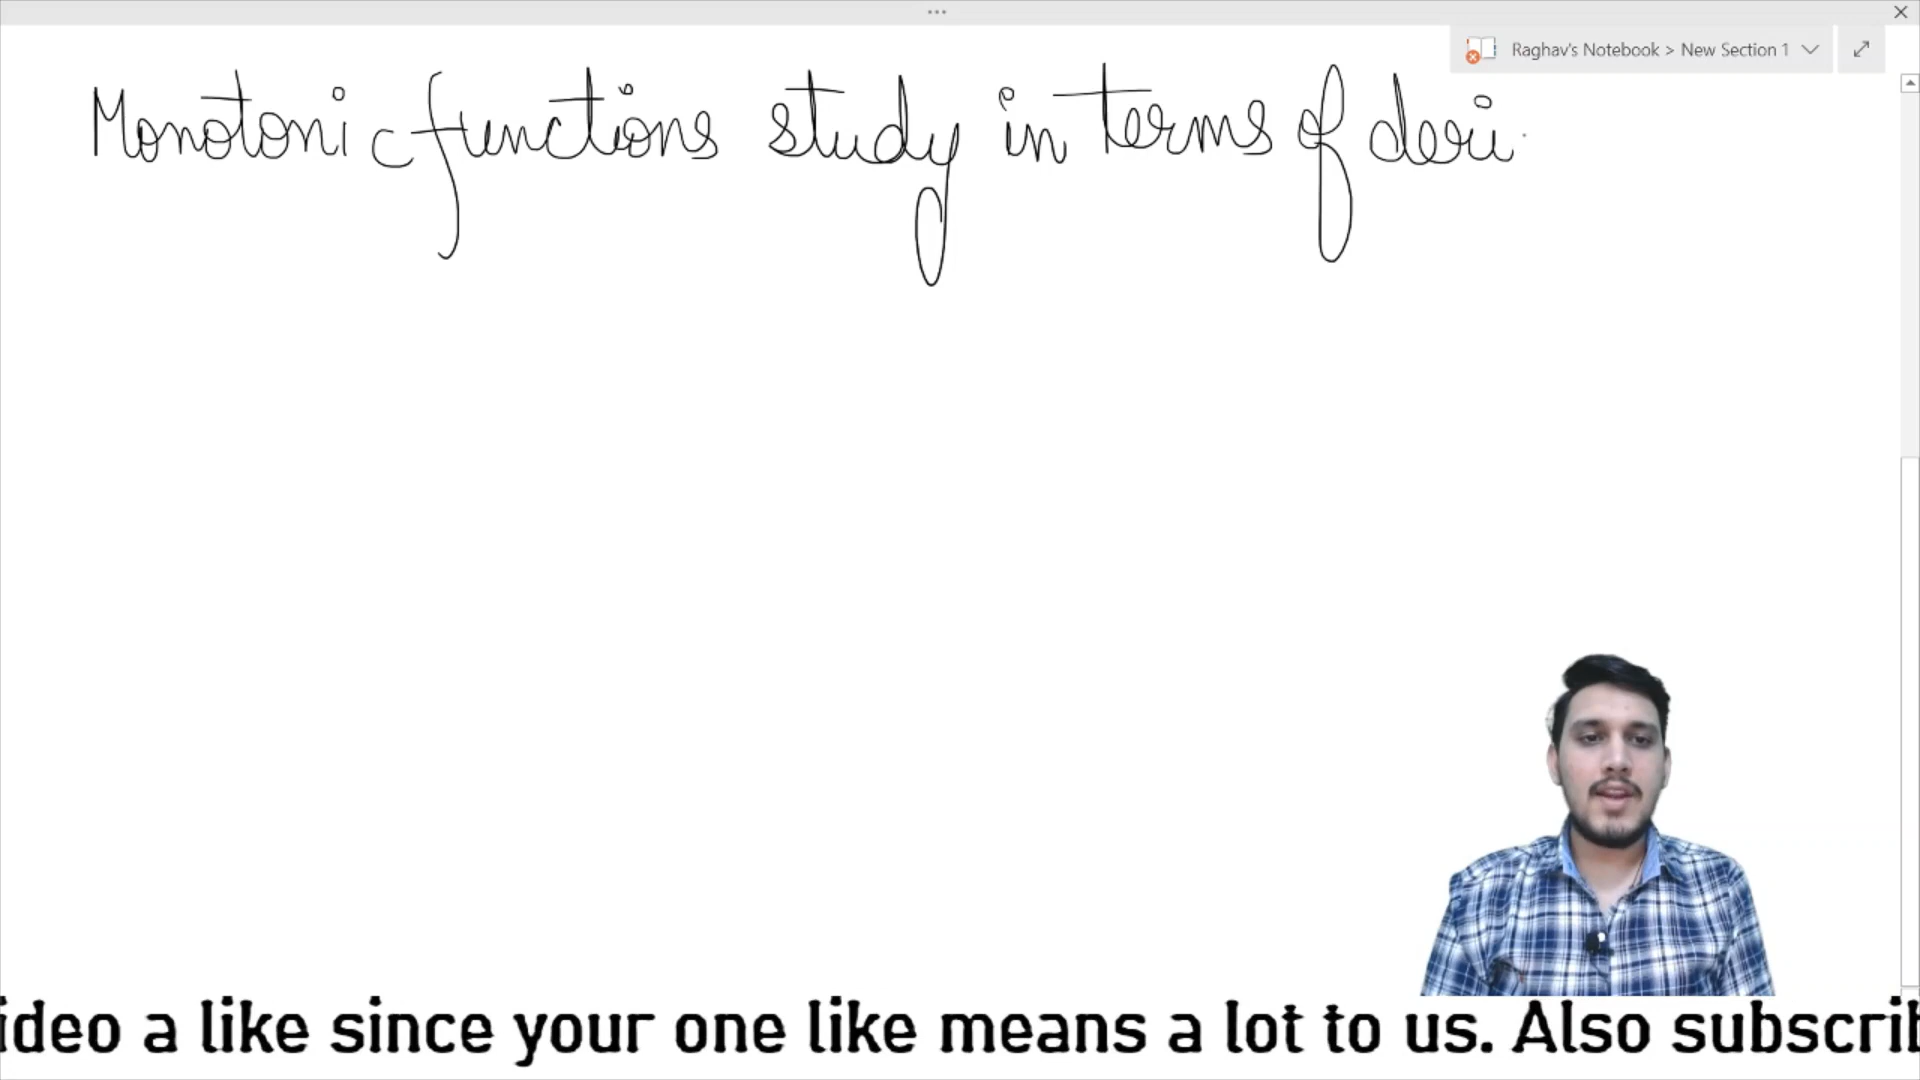 Raghav's Notebook > New Section 1
Monotonic functions study in terms of deri
ideo a like since your one like means a lot to us. Also subscrib